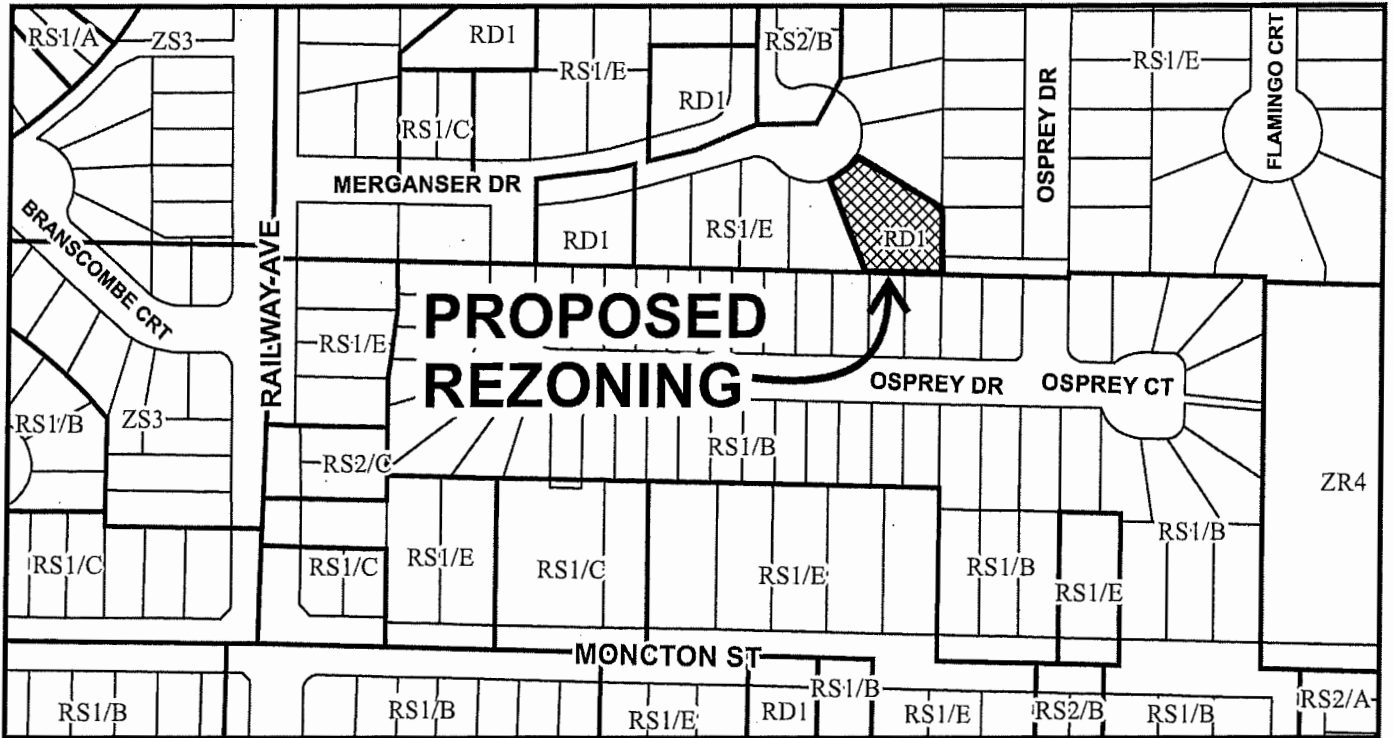 RS1/A
ZS3
RD1
RS1/E
RS2/B
RS1/E
FLAMINGO CRT
RD1
OSPREY DR
RS1/C
MERGANSER DR
BRANSCOMBE CRT
RAILWAY AVE
RD1
RS1/E
RD1
PROPOSED
REZONING
RS1/E
OSPREY DR
OSPREY CT
RS1/B
ZS3
RS1/B
RS2/C
ZR4
RS1/B
RS1/C
RS1/C
RS1/E
RS1/C
RS1/E
RS1/B
RS1/E
MONCTON ST
RS1/B
RS1/B
RS1/E
RD1
RS1/B
RS1/E
RS2/B
RS1/B
RS2/A